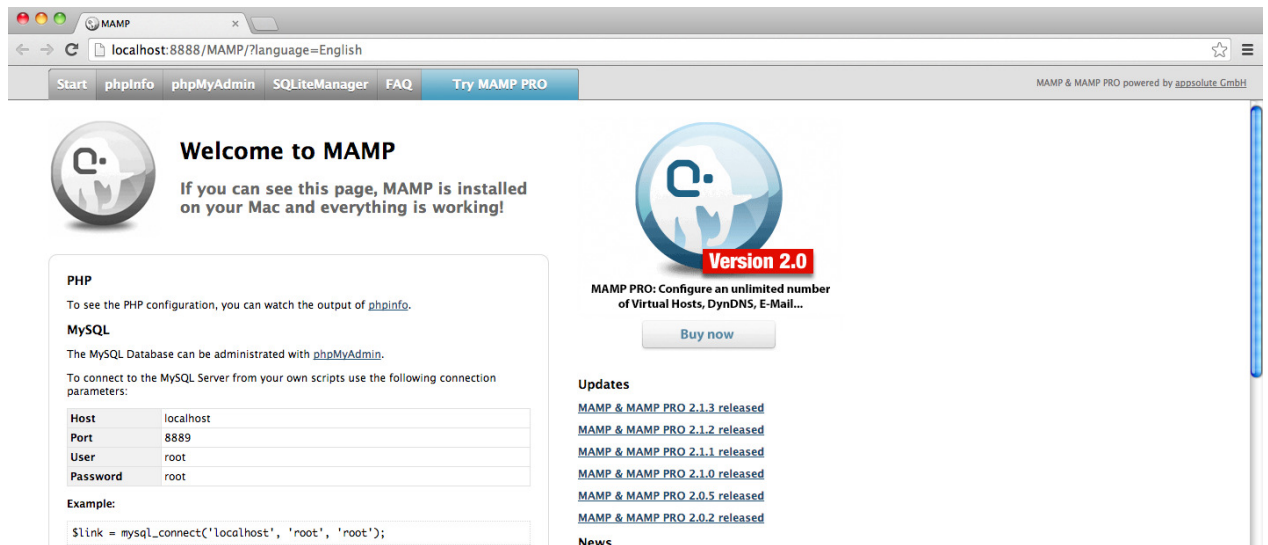 MAMP
localhost:8888/MAMP/?language=English
Start phpInfo phpMyAdmin SQLiteManager FAQ Try MAMP PRO
MAMP & MAMP PRO powered by appsolute GmbH
Welcome to MAMP
If you can see this page, MAMP is installed
on your Mac and everything is working!
PHP
To see the PHP configuration, you can watch the output of phpinfo.
MySQL
The MySQL Database can be administrated with phpMyAdmin.
To connect to the MySQL Server from your own scripts use the following connection
parameters:
Host localhost
Port 8889
User root
Password root
Example:
$link = mysql_connect('localhost', 'root', 'root');
Version 2.0
MAMP PRO: Configure an unlimited number
of Virtual Hosts, DynDNS, E-Mail...
Buy now
Updates
MAMP & MAMP PRO 2.1.3 released
MAMP & MAMP PRO 2.1.2 released
MAMP & MAMP PRO 2.1.1 released
MAMP & MAMP PRO 2.1.0 released
MAMP & MAMP PRO 2.0.5 released
MAMP & MAMP PRO 2.0.2 released
News